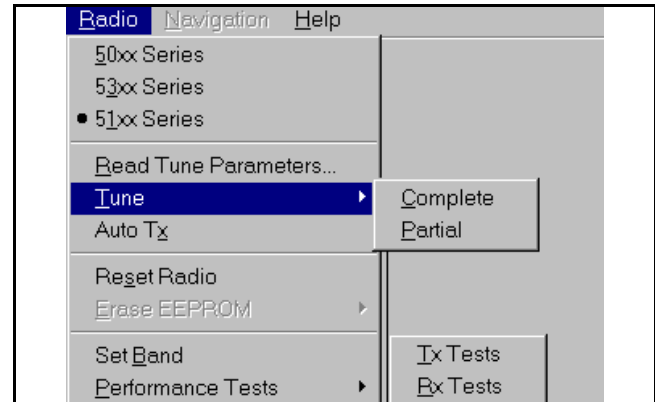 Radio Navigation Help
50xx Series
53xx Series
51xx Series
Read Tune Parameters...
Tune
Complete
Auto Tx
Partial
Reset Radio
Erase EEPROM
Set Band
Tx Tests
Performance Tests
Rx Tests